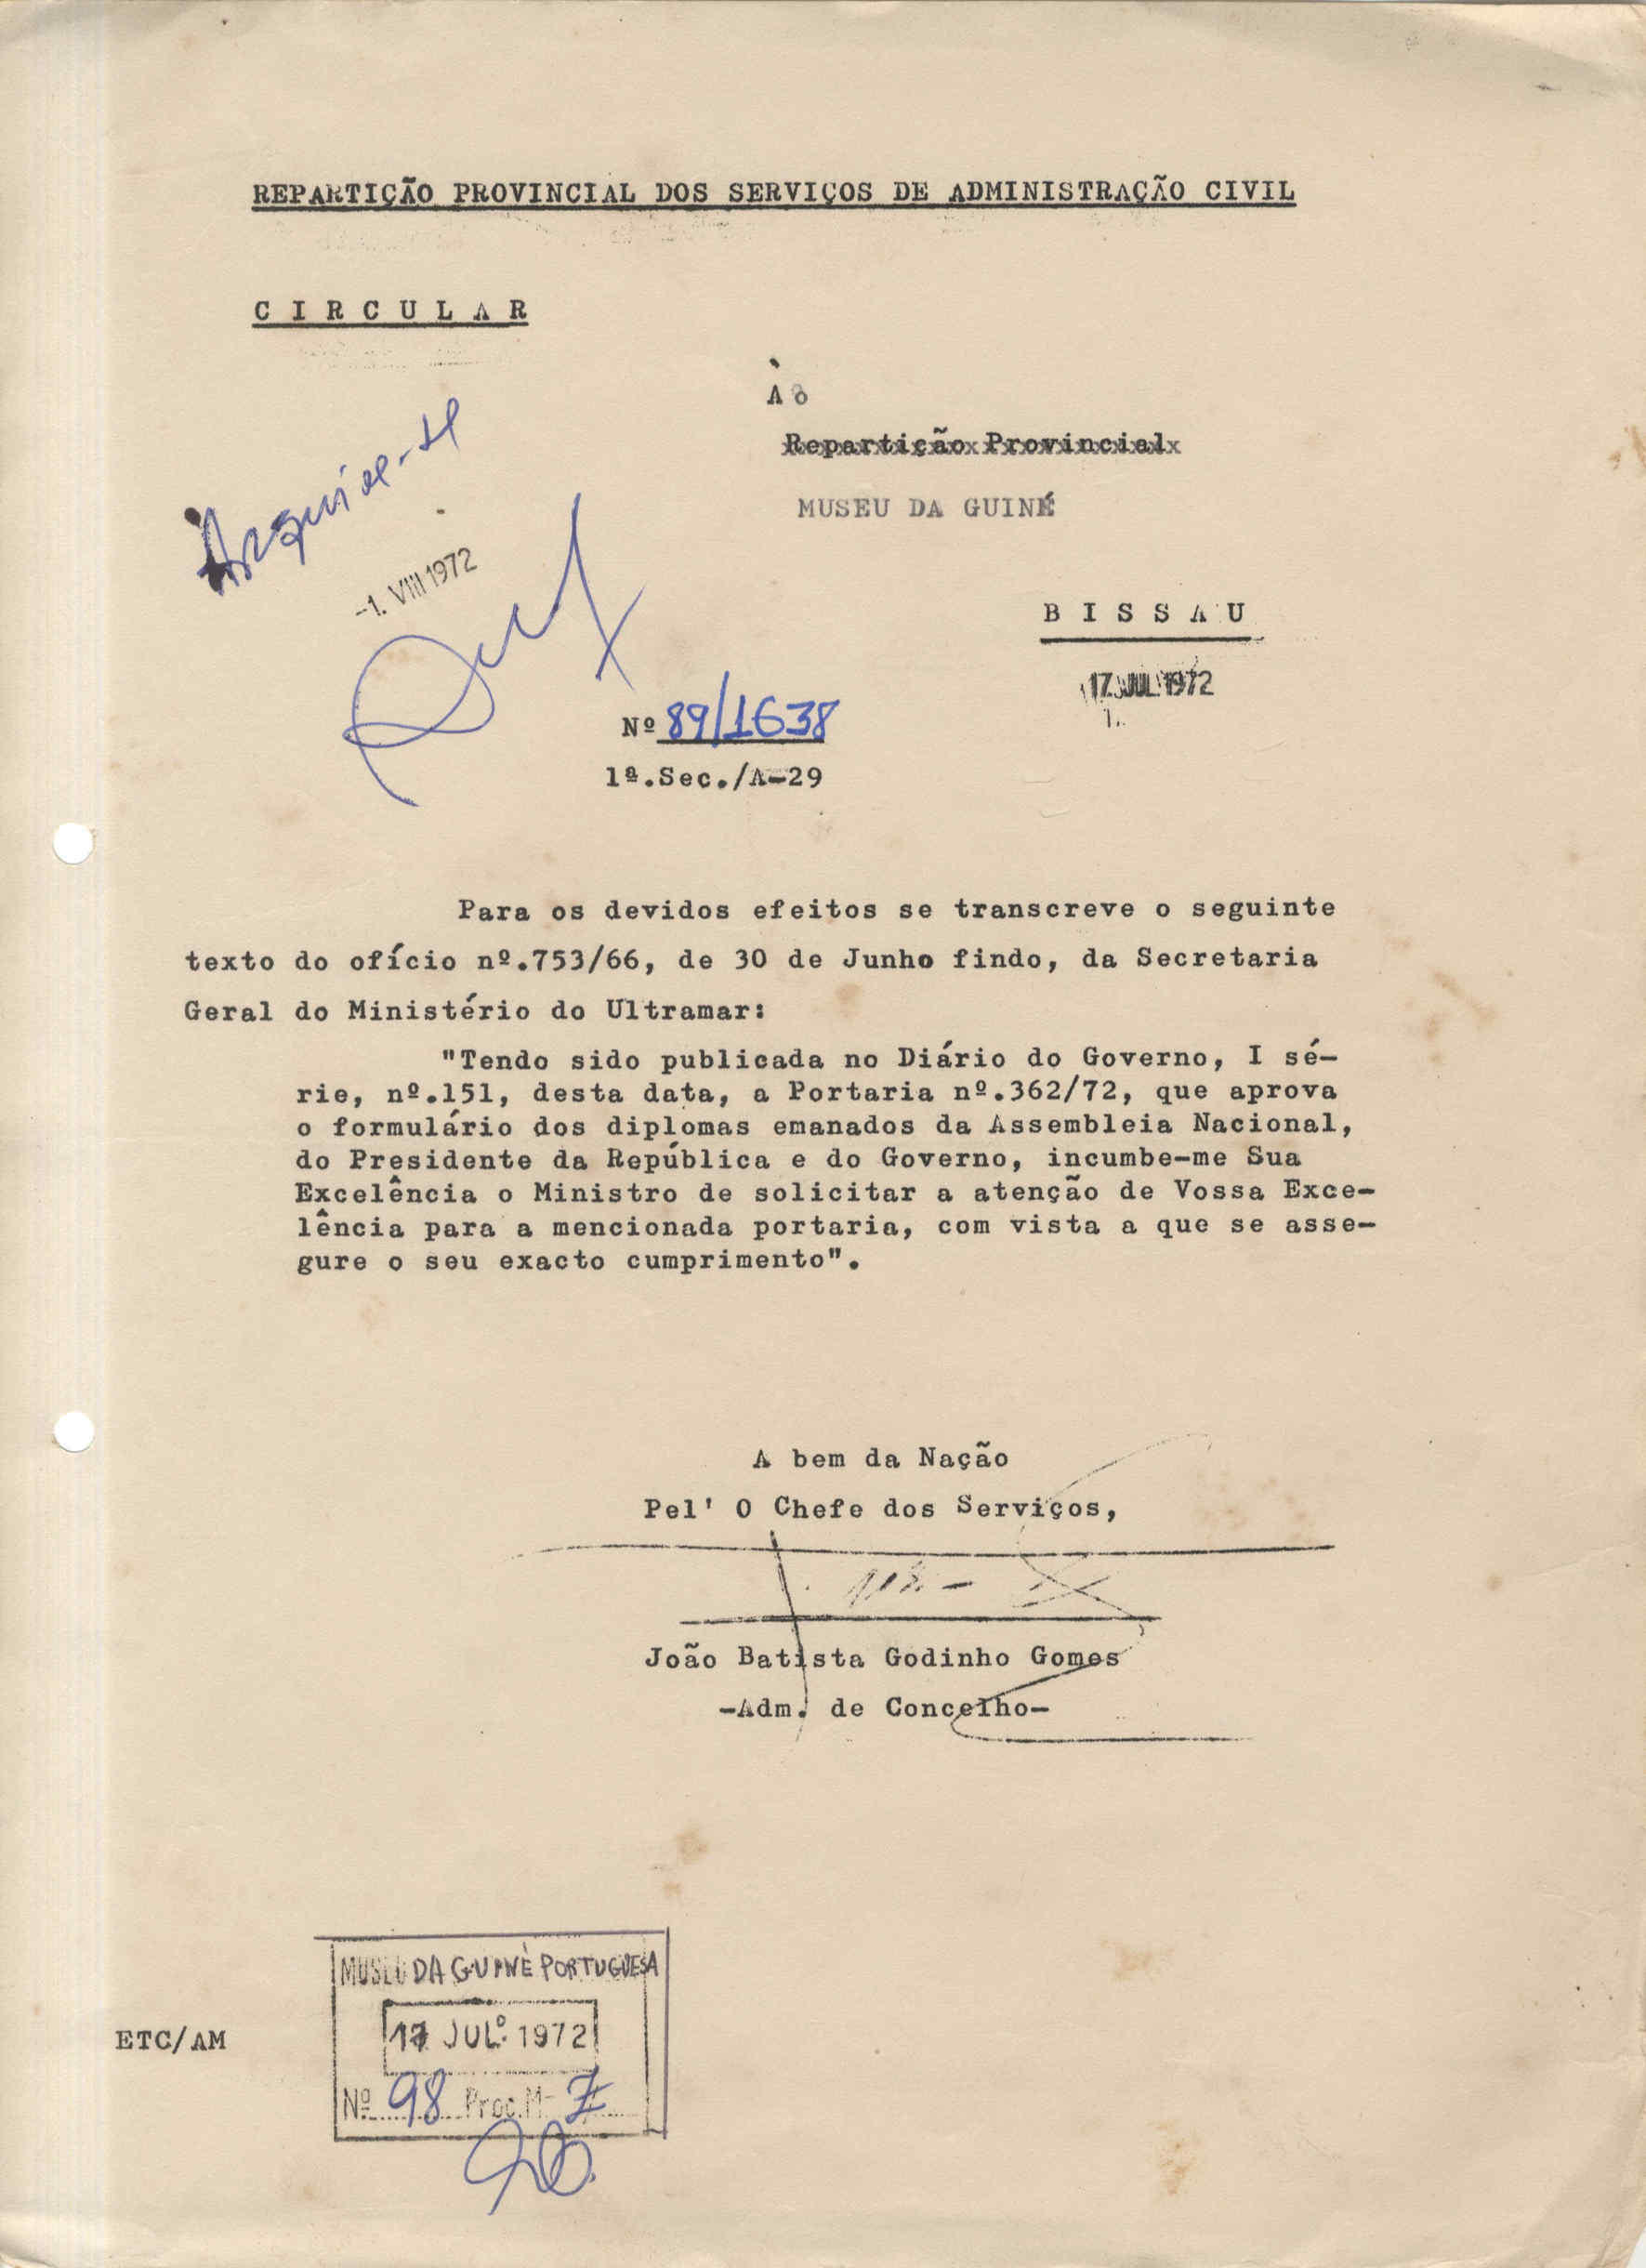 REPARTIÇÃO PROVINCIAL DOS SERVIÇOS DE ADMINISTRAÇÃO CIVIL
C I R C U L A R
Ao
Repartição Provincial
MUSEU DA GUINÉ
Arquive-se
-1. VIII 1972
B I S S A U
17 JUL 1972
Nº 89/1638
1ª.Sec./A-29
Para os devidos efeitos se transcreve o seguinte
texto do ofício nº.753/66, de 30 de Junho findo, da Secretaria
Geral do Ministério do Ultramar:
"Tendo sido publicada no Diário do Governo, I sé-
rie, nº.151, desta data, a Portaria nº.362/72, que aprova
o formulário dos diplomas emanados da Assembleia Nacional,
do Presidente da República e do Governo, incumbe-me Sua
Excelência o Ministro de solicitar a atenção de Vossa Exce-
lência para a mencionada portaria, com vista a que se asse-
gure o seu exacto cumprimento".
A bem da Nação
Pel' O Chefe dos Serviços,
João Batista Godinho Gomes
-Adm. de Concelho-
MUSEU DA GUINÉ PORTUGUESA
17 JULº. 1972
ETC/AM
Nº 98 Proc. M- 7